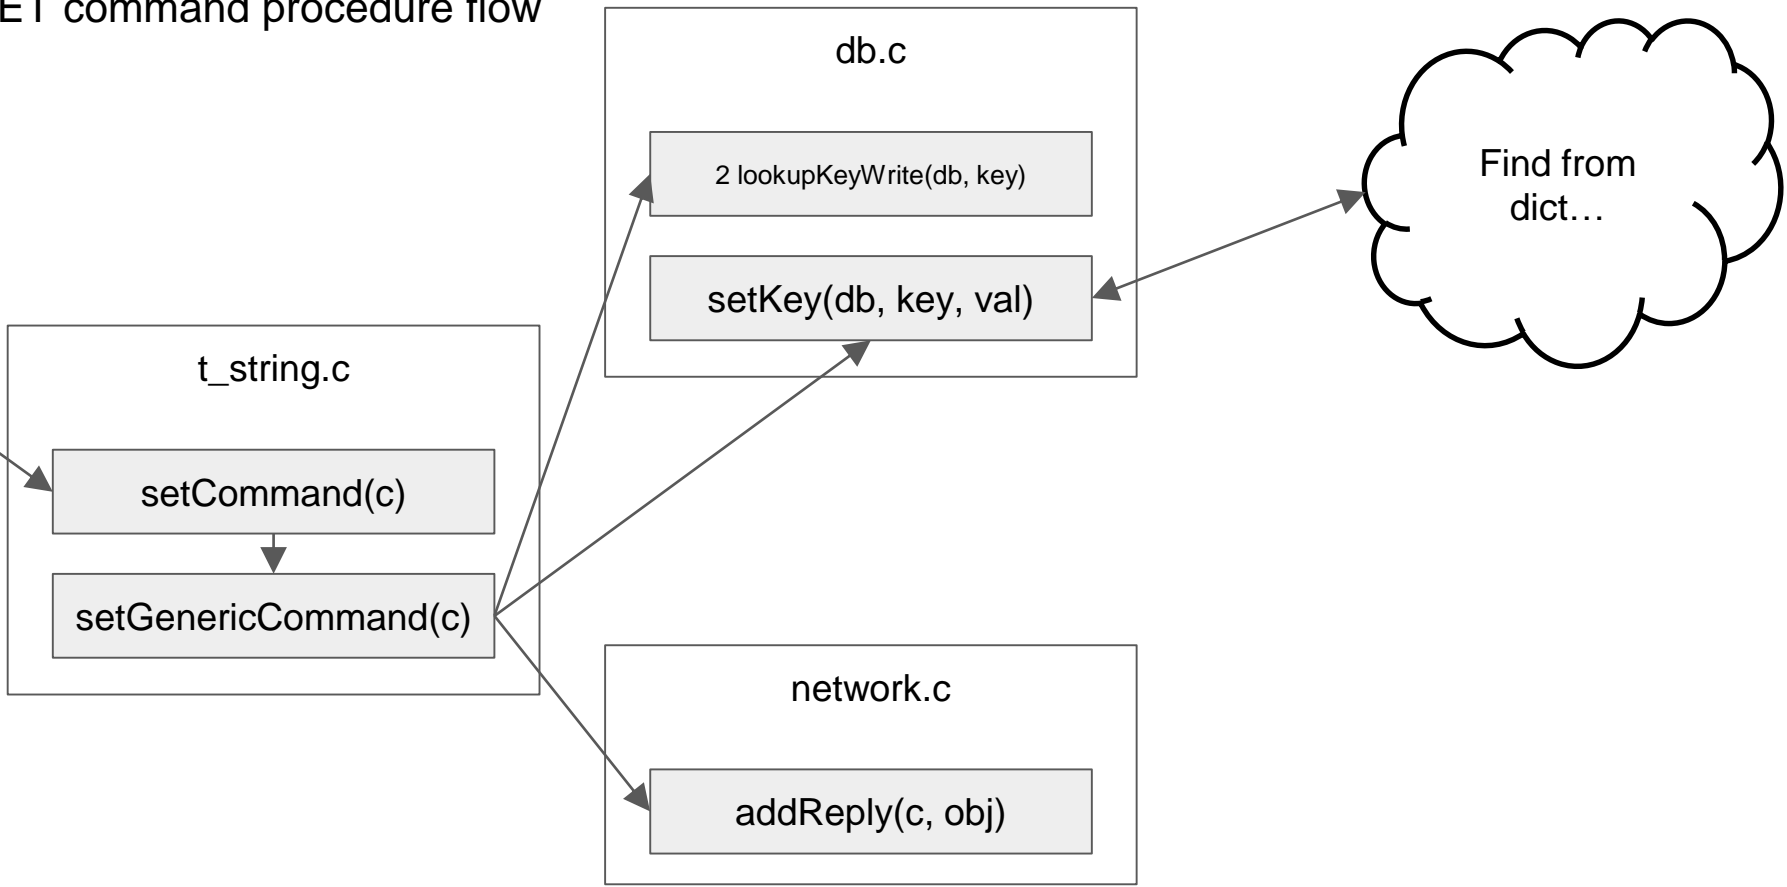 ET command procedure flow
db.c
2 lookupKeyWrite(db, key)
setKey(db, key, val)
Find from
dict…
t_string.c
setCommand(c)
setGenericCommand(c)
network.c
addReply(c, obj)